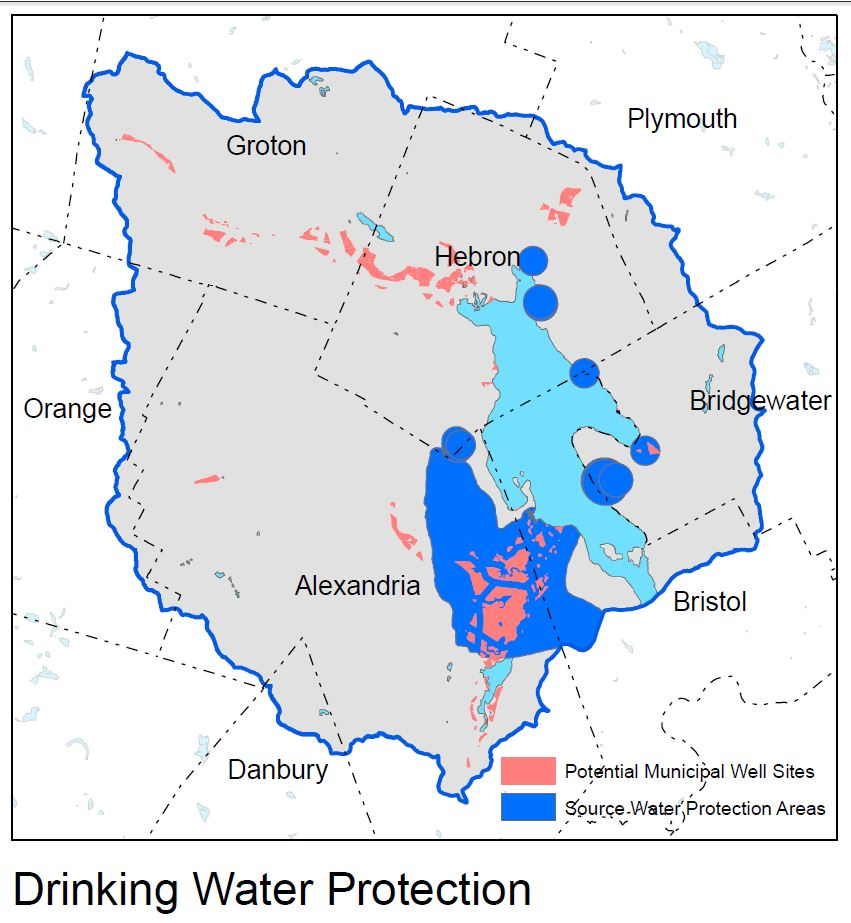 Plymouth
Groton
Hebron
Orange
Bridgewater
Alexandria
Bristol
Danbury
Potential Municipal Well Sites
Source Water Protection Areas
Drinking Water Protection